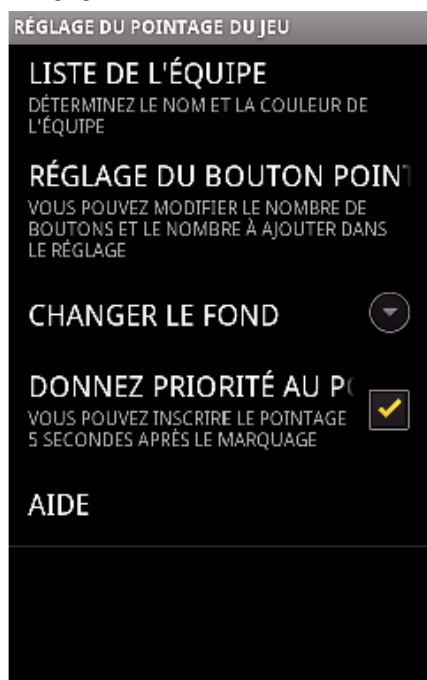 RÉGLAGE DU POINTAGE DU JEU
LISTE DE L'ÉQUIPE
DÉTERMINEZ LE NOM ET LA COULEUR DE
L'ÉQUIPE
RÉGLAGE DU BOUTON POINT
VOUS POUVEZ MODIFIER LE NOMBRE DE
BOUTONS ET LE NOMBRE À AJOUTER DANS
LE RÉGLAGE
CHANGER LE FOND
DONNEZ PRIORITÉ AU PO
VOUS POUVEZ INSCRIRE LE POINTAGE
5 SECONDES APRÈS LE MARQUAGE
AIDE